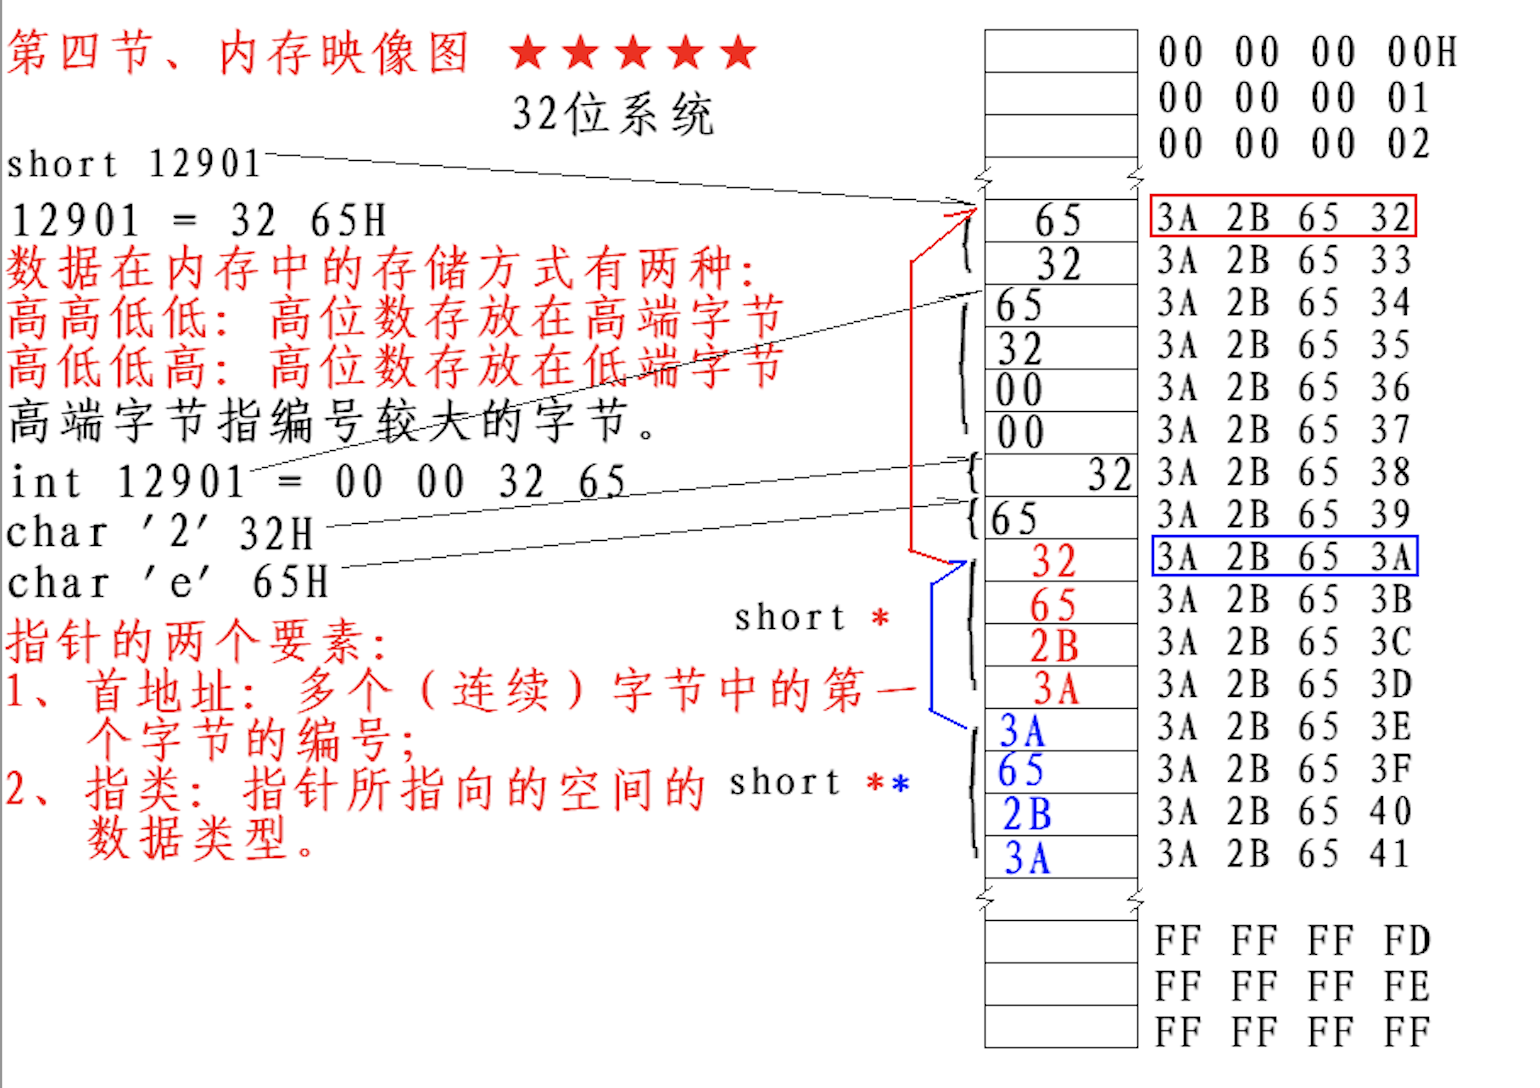 第四节、内存映像图 ★★★★★
32位系统
short 12901
12901 = 32 65H
数据在内存中的存储方式有两种:
高高低低: 高位数存放在高端字节
高低低高: 高位数存放在低端字节
高端字节指编号较大的字节。
int 12901 = 00 00 32 65
char '2' 32H
char 'e' 65H
指针的两个要素:
1、首地址: 多个(连续)字节中的第一
个字节的编号;
2、指类: 指针所指向的空间的
数据类型。
short *
short **
00 00 00 00H
00 00 00 01
00 00 00 02
65 3A 2B 65 32
32 3A 2B 65 33
65 3A 2B 65 34
32 3A 2B 65 35
00 3A 2B 65 36
00 3A 2B 65 37
32 3A 2B 65 38
65 3A 2B 65 39
32 3A 2B 65 3A
65 3A 2B 65 3B
2B 3A 2B 65 3C
3A 3A 2B 65 3D
3A 3A 2B 65 3E
65 3A 2B 65 3F
2B 3A 2B 65 40
3A 3A 2B 65 41
FF FF FF FD
FF FF FF FE
FF FF FF FF